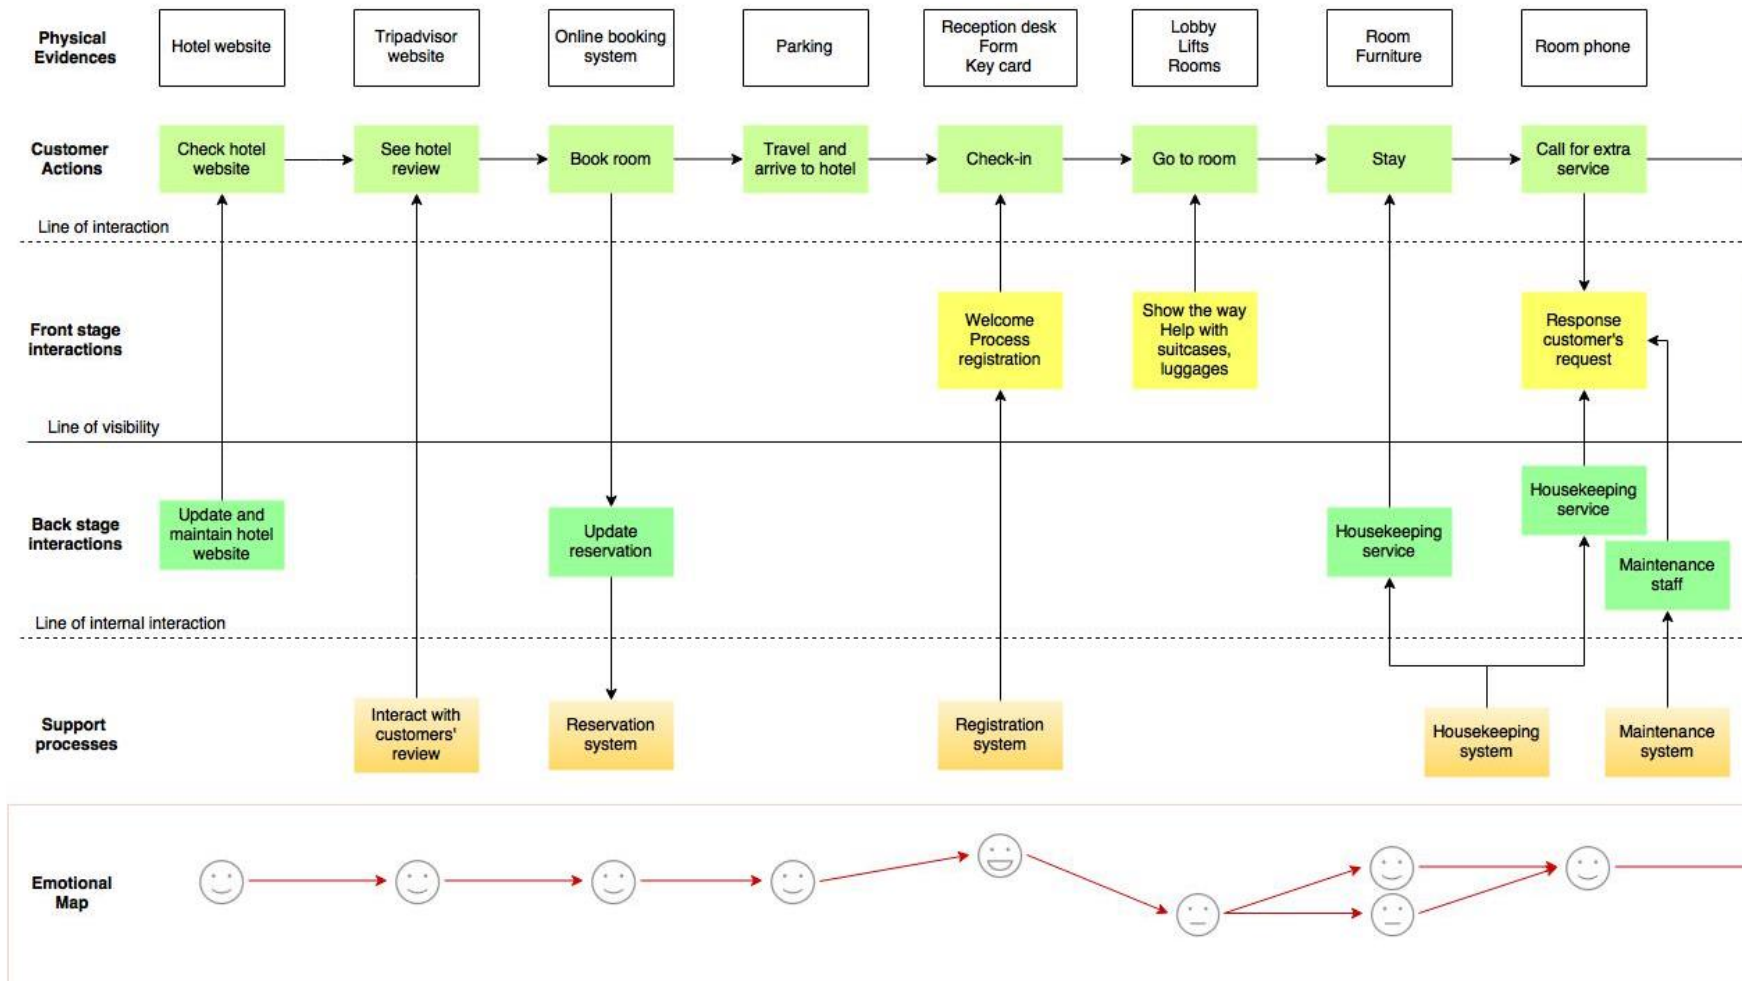 Physical
Evidences
Hotel website
Tripadvisor
website
Online booking
system
Parking
Reception desk
Form
Key card
Lobby
Lifts
Rooms
Room
Furniture
Room phone
Customer
Actions
Check hotel
website
See hotel
review
Book room
Travel and
arrive to hotel
Check-in
Go to room
Stay
Call for extra
service
Line of interaction
Front stage
interactions
Welcome
Process
registration
Show the way
Help with
suitcases,
luggages
Response
customer's
request
Line of visibility
Back stage
interactions
Update and
maintain hotel
website
Update
reservation
Housekeeping
service
Housekeeping
service
Maintenance
staff
Line of internal interaction
Support
processes
Interact with
customers'
review
Reservation
system
Registration
system
Housekeeping
system
Maintenance
system
Emotional
Map